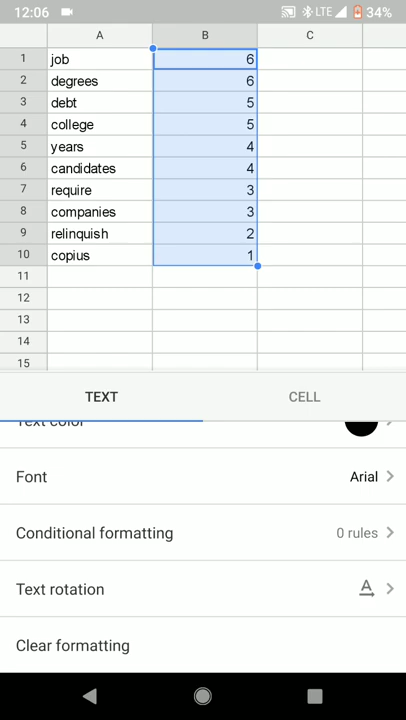 12:06 LTE 34%
A B C
1 job 6
2 degrees 6
3 debt 5
4 college 5
5 years 4
6 candidates 4
7 require 3
8 companies 3
9 relinquish 2
10 copius 1
11
12
13
14
15
TEXT CELL
Text color
Font Arial
Conditional formatting 0 rules
Text rotation A
Clear formatting